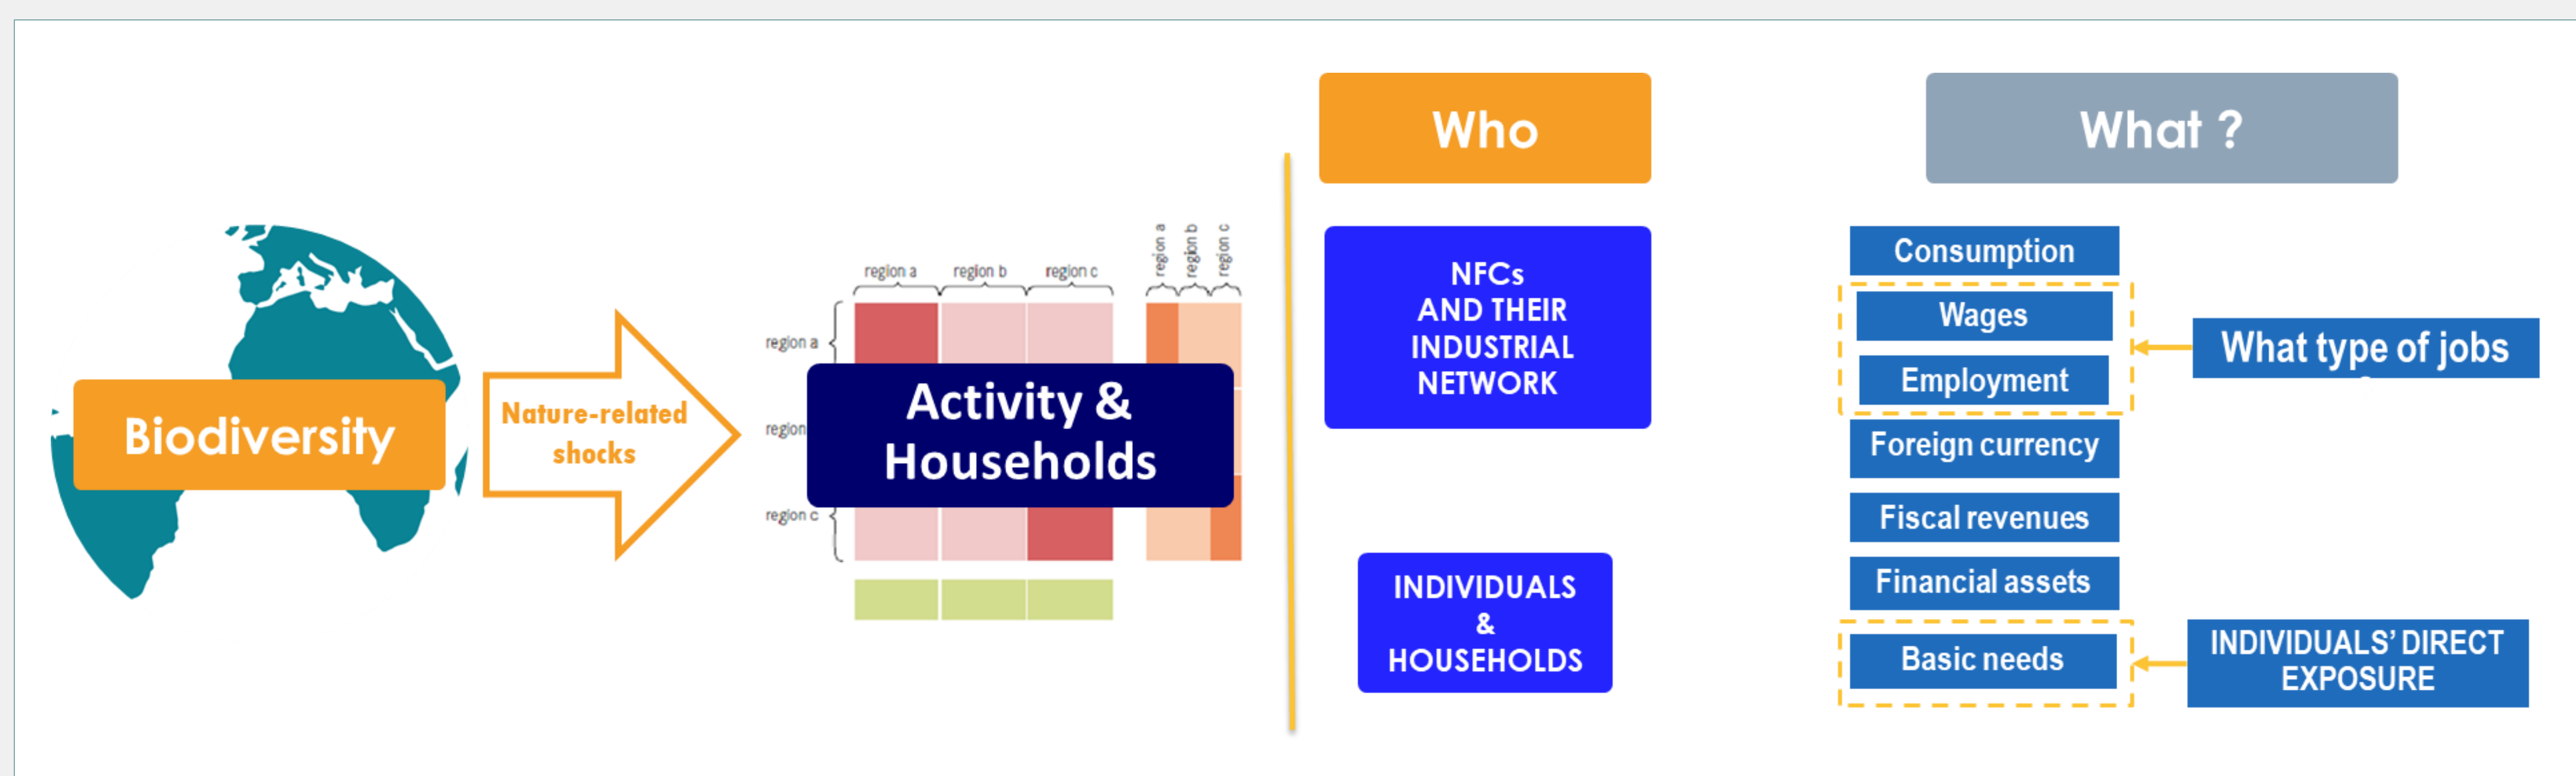 Who
What ?
region a
region b
region c
region a
region b
region c
region a
region
region c
Biodiversity
Nature-related
shocks
Activity &
Households
NFCs
AND THEIR
INDUSTRIAL
NETWORK
INDIVIDUALS
&
HOUSEHOLDS
Consumption
Wages
Employment
Foreign currency
Fiscal revenues
Financial assets
Basic needs
What type of jobs
INDIVIDUALS’ DIRECT
EXPOSURE